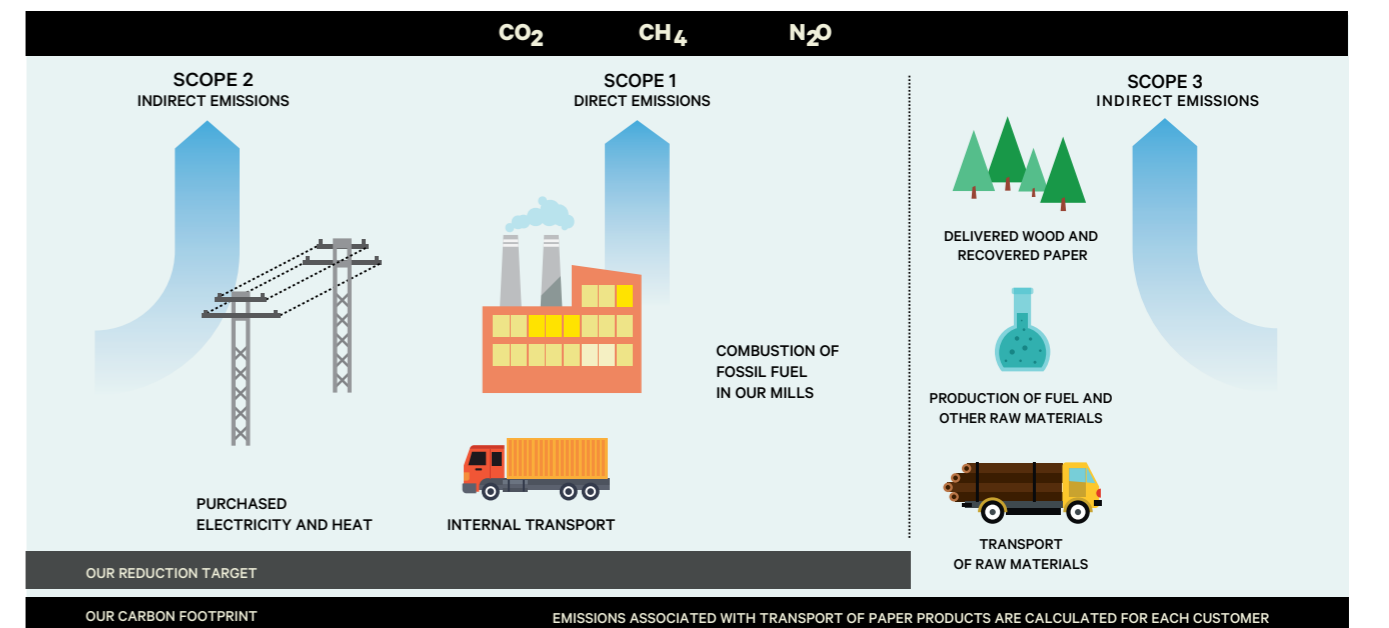 CO2 CH4 N2O
SCOPE 2
INDIRECT EMISSIONS
PURCHASED
ELECTRICITY AND HEAT
SCOPE 1
DIRECT EMISSIONS
COMBUSTION OF
FOSSIL FUEL
IN OUR MILLS
INTERNAL TRANSPORT
SCOPE 3
INDIRECT EMISSIONS
DELIVERED WOOD AND
RECOVERED PAPER
PRODUCTION OF FUEL AND
OTHER RAW MATERIALS
TRANSPORT
OF RAW MATERIALS
OUR REDUCTION TARGET
OUR CARBON FOOTPRINT
EMISSIONS ASSOCIATED WITH TRANSPORT OF PAPER PRODUCTS ARE CALCULATED FOR EACH CUSTOMER